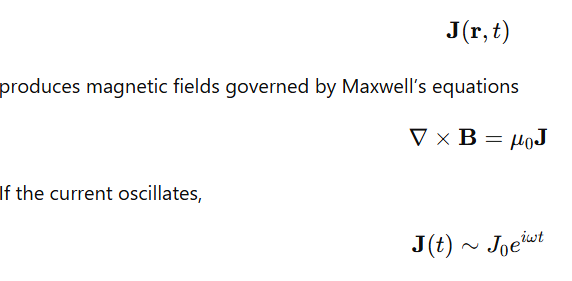 J(r, t)
produces magnetic fields governed by Maxwell’s equations
∇ × B = μ₀J
If the current oscillates,
J(t) ∼ J₀e^{iωt}